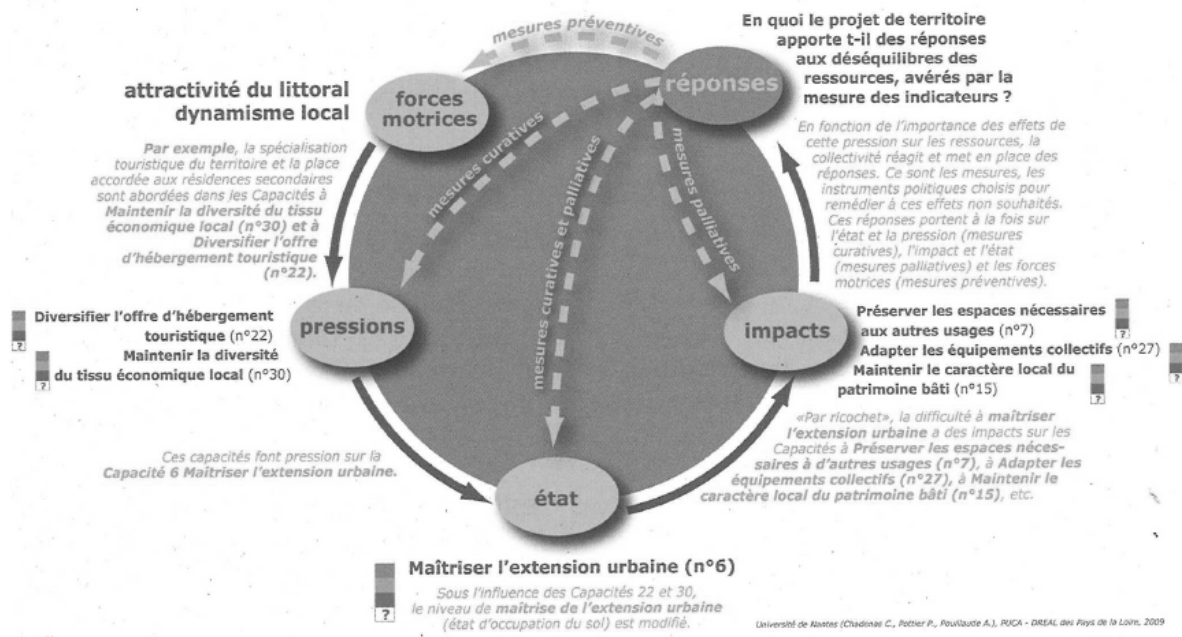 mesures préventives
réponses
En quoi le projet de territoire
apporte t-il des réponses
aux déséquilibres des
ressources, avérés par la
mesure des indicateurs ?
attractivité du littoral
dynamisme local
forces
motrices
Par exemple, la spécialisation
touristique du territoire et la place
accordée aux résidences secondaires
sont abordées dans les Capacités à
Maintenir la diversité du tissu
économique local (n°30) et à
Diversifier l'offre
d'hébergement touristique
(n°22).
mesures curatives
mesures curatives et palliatives
mesures palliatives
En fonction de l'importance des effets de
cette pression sur les ressources, la
collectivité réagit et met en place des
réponses. Ce sont les mesures, les
instruments politiques choisis pour
remédier à ces effets non souhaités.
Ces réponses portent à la fois sur
l'état et la pression (mesures
curatives), l'impact et l'état
(mesures palliatives) et les forces
motrices (mesures préventives).
?
Diversifier l'offre d'hébergement
touristique (n°22)
?
Maintenir la diversité
du tissu économique local (n°30)
pressions
impacts
Préserver les espaces nécessaires
aux autres usages (n°7)
?
Adapter les équipements collectifs (n°27)
?
Maintenir le caractère local du
patrimoine bâti (n°15)
?
Ces capacités font pression sur la
Capacité 6 Maîtriser l'extension urbaine.
«Par ricochet», la difficulté à maîtriser
l'extension urbaine a des impacts sur les
Capacités à Préserver les espaces néces-
saires à d'autres usages (n°7), à Adapter les
équipements collectifs (n°27), à Maintenir le
caractère local du patrimoine bâti (n°15), etc.
état
?
Maîtriser l'extension urbaine (n°6)
Sous l'influence des Capacités 22 et 30,
le niveau de maîtrise de l'extension urbaine
(état d'occupation du sol) est modifié.
Université de Nantes (Chadenas C., Pottier P., Pouillaude A.), PUCA - DREAL des Pays de la Loire, 2009